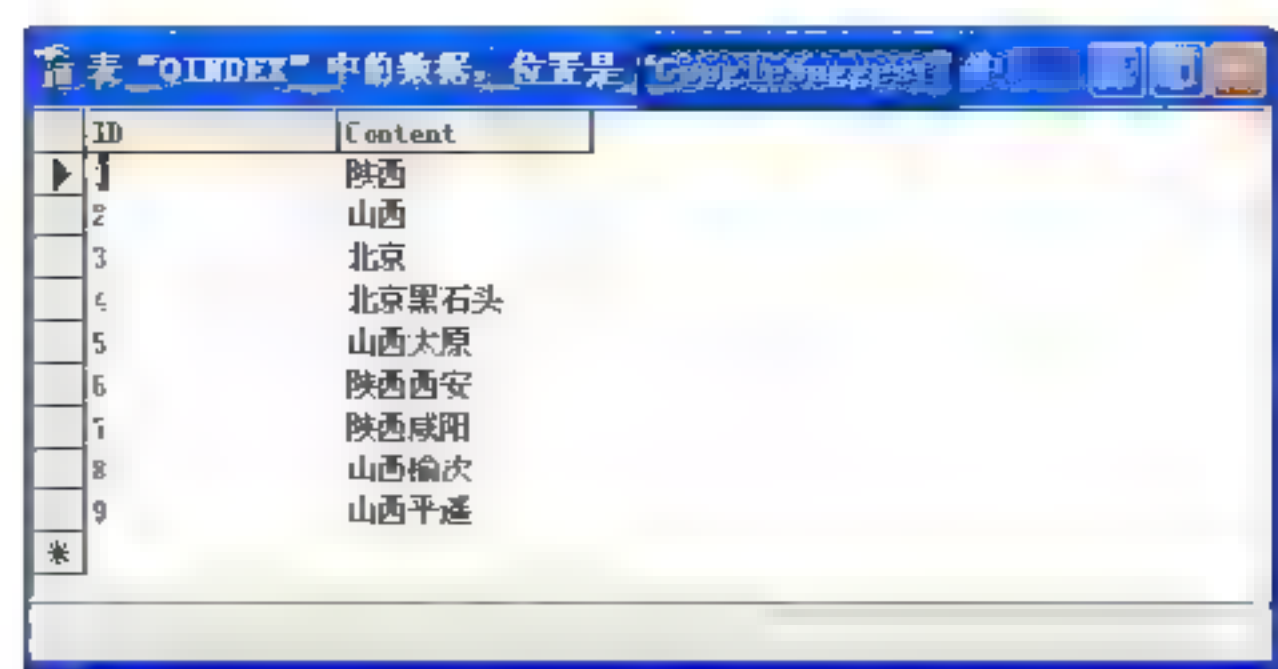 表 "QINDEX" 中的数据，位置是 "GoogleSuggest"
ID Content
1 陕西
2 山西
3 北京
4 北京黑石头
5 山西太原
6 陕西西安
7 陕西咸阳
8 山西榆次
9 山西平遥
*